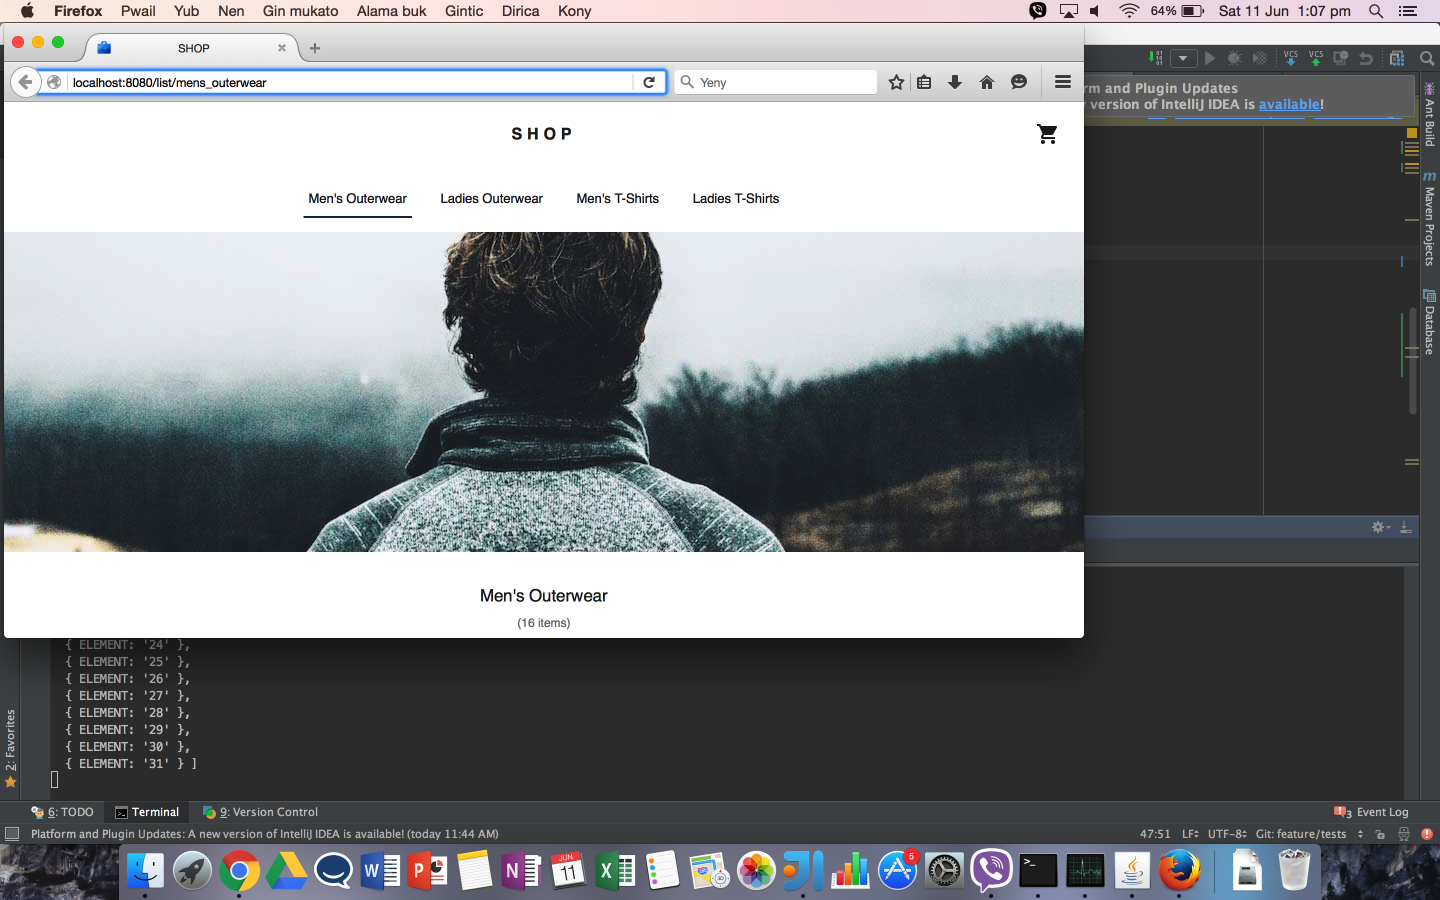 Firefox Pwail Yub Nen Gin mukato Alama buk Gintic Dirica Kony
64% Sat 11 Jun 1:07 pm
SHOP
localhost:8080/list/mens_outerwear
Yeny
VCS VCS
rm and Plugin Updates
version of IntelliJ IDEA is available!
SHOP
Men's Outerwear Ladies Outerwear Men's T-Shirts Ladies T-Shirts
Men's Outerwear
(16 items)
Ant Build
Maven Projects
Database
{ ELEMENT: '24' },
{ ELEMENT: '25' },
{ ELEMENT: '26' },
{ ELEMENT: '27' },
{ ELEMENT: '28' },
{ ELEMENT: '29' },
{ ELEMENT: '30' },
{ ELEMENT: '31' } ]
2: Favorites
6: TODO Terminal 9: Version Control
3 Event Log
Platform and Plugin Updates: A new version of IntelliJ IDEA is available! (today 11:44 AM)
47:51 LF UTF-8 Git: feature/tests
JUN
11
5